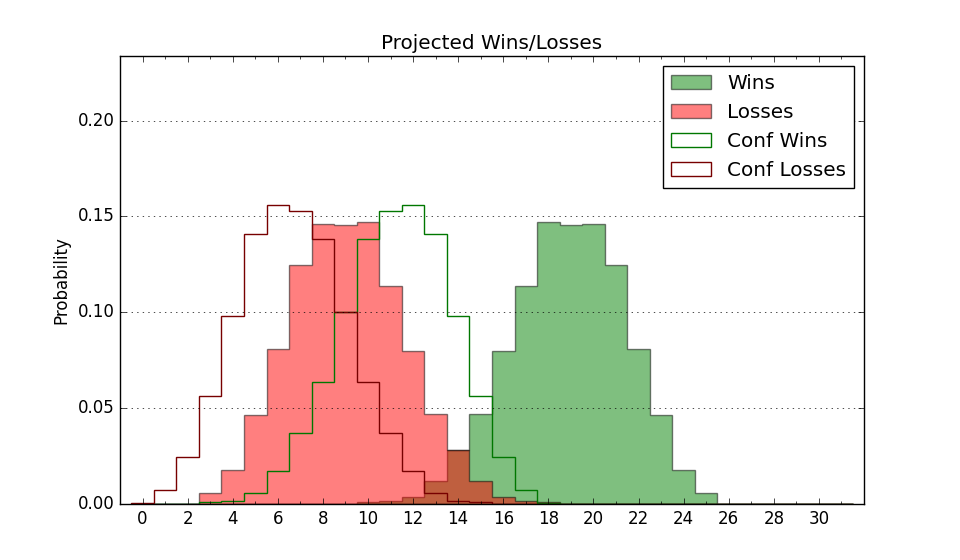 Projected Wins/Losses
Wins
Losses
Conf Wins
Conf Losses
Probability
0.20
0.15
0.10
0.05
0.00
0 2 4 6 8 10 12 14 16 18 20 22 24 26 28 30